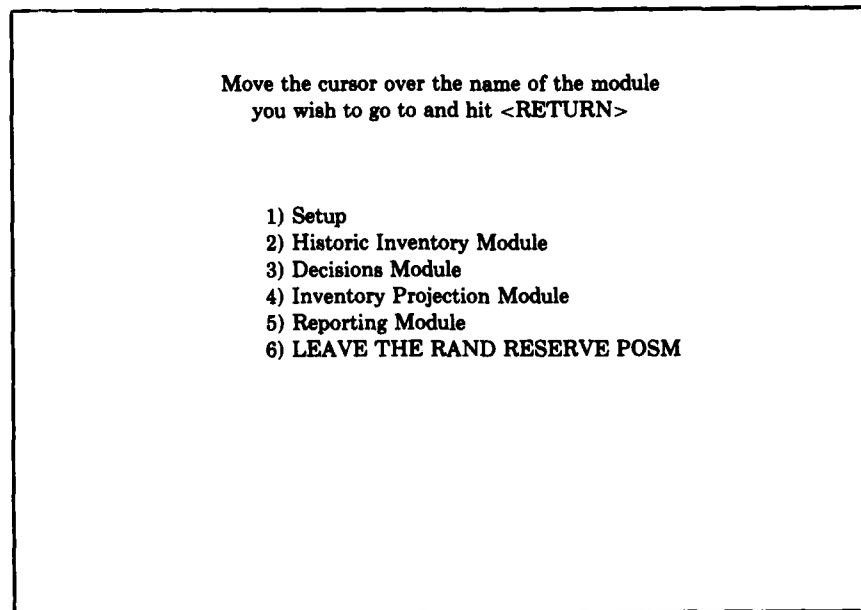 Move the cursor over the name of the module
you wish to go to and hit <RETURN>
1) Setup
2) Historic Inventory Module
3) Decisions Module
4) Inventory Projection Module
5) Reporting Module
6) LEAVE THE RAND RESERVE POSM